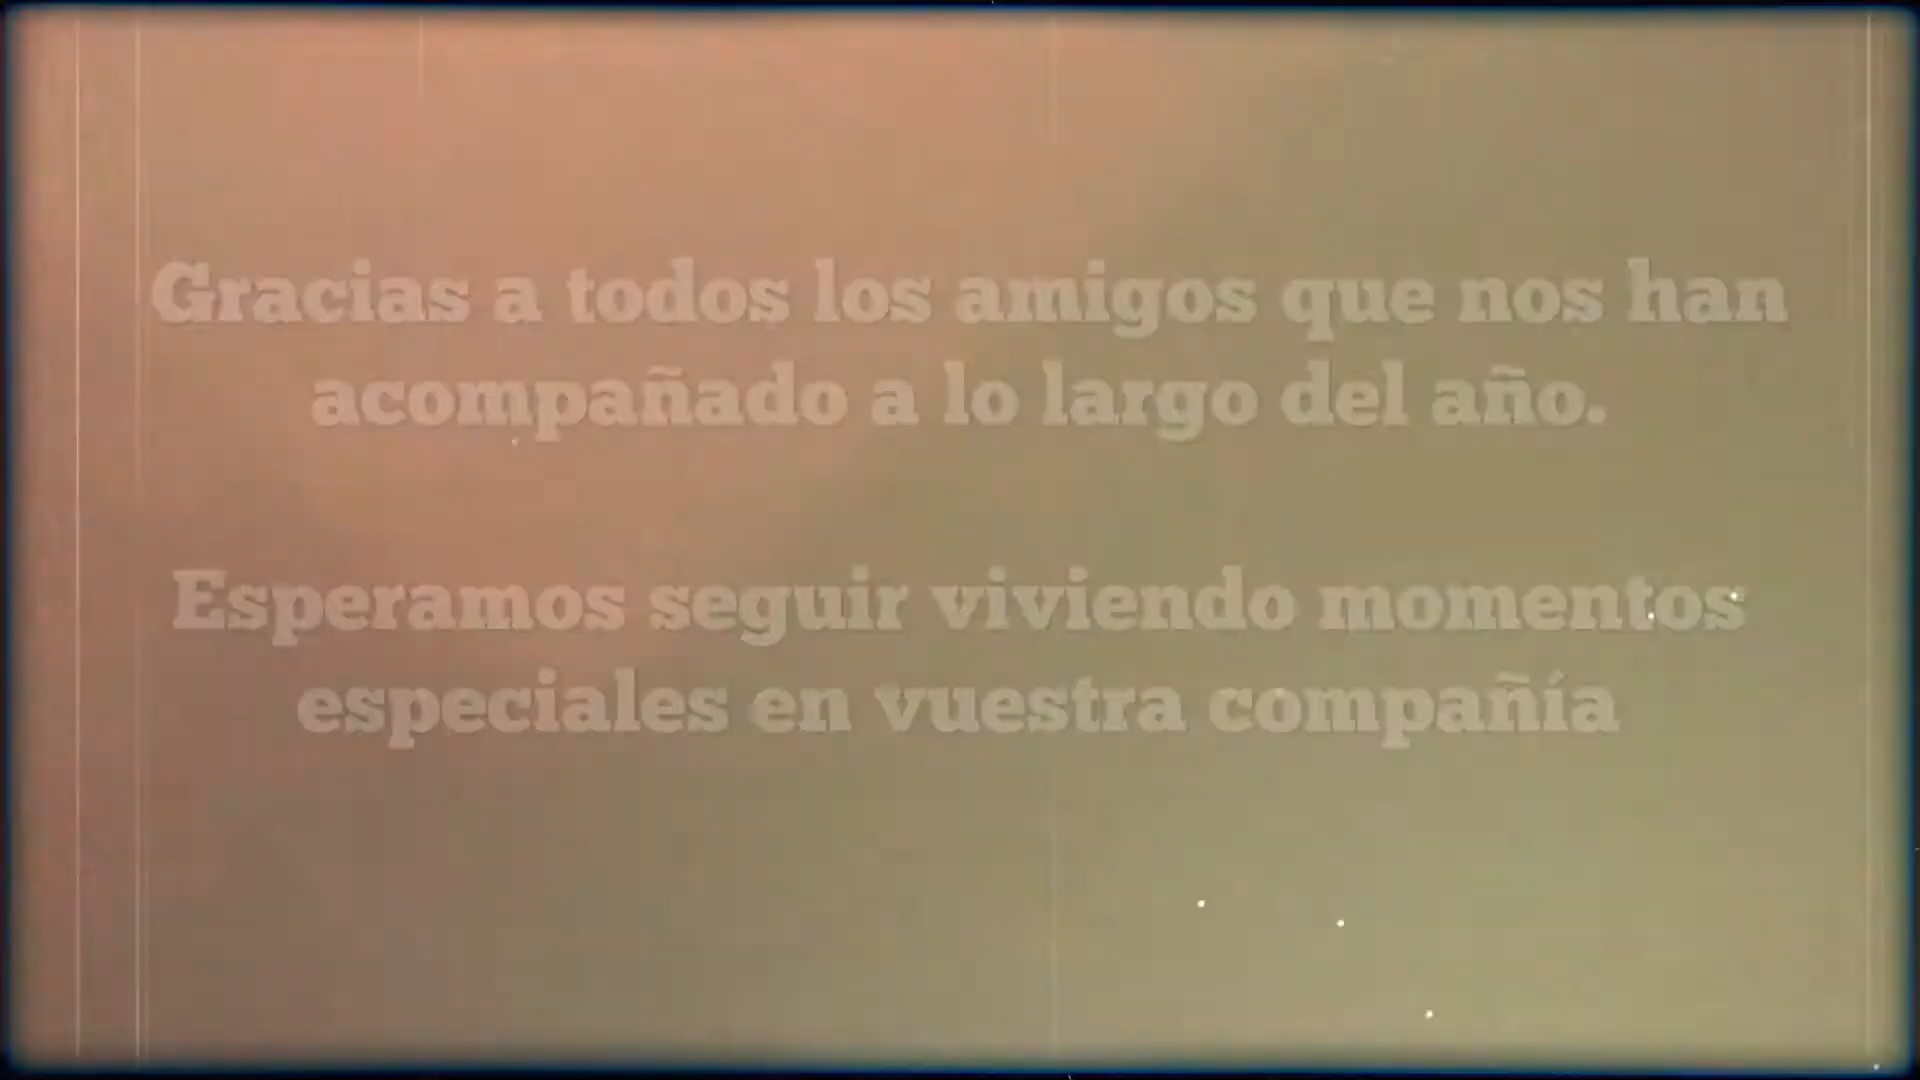 Gracias a todos los amigos que nos han
acompañado a lo largo del año.
Esperamos seguir viviendo momentos
especiales en vuestra compañía